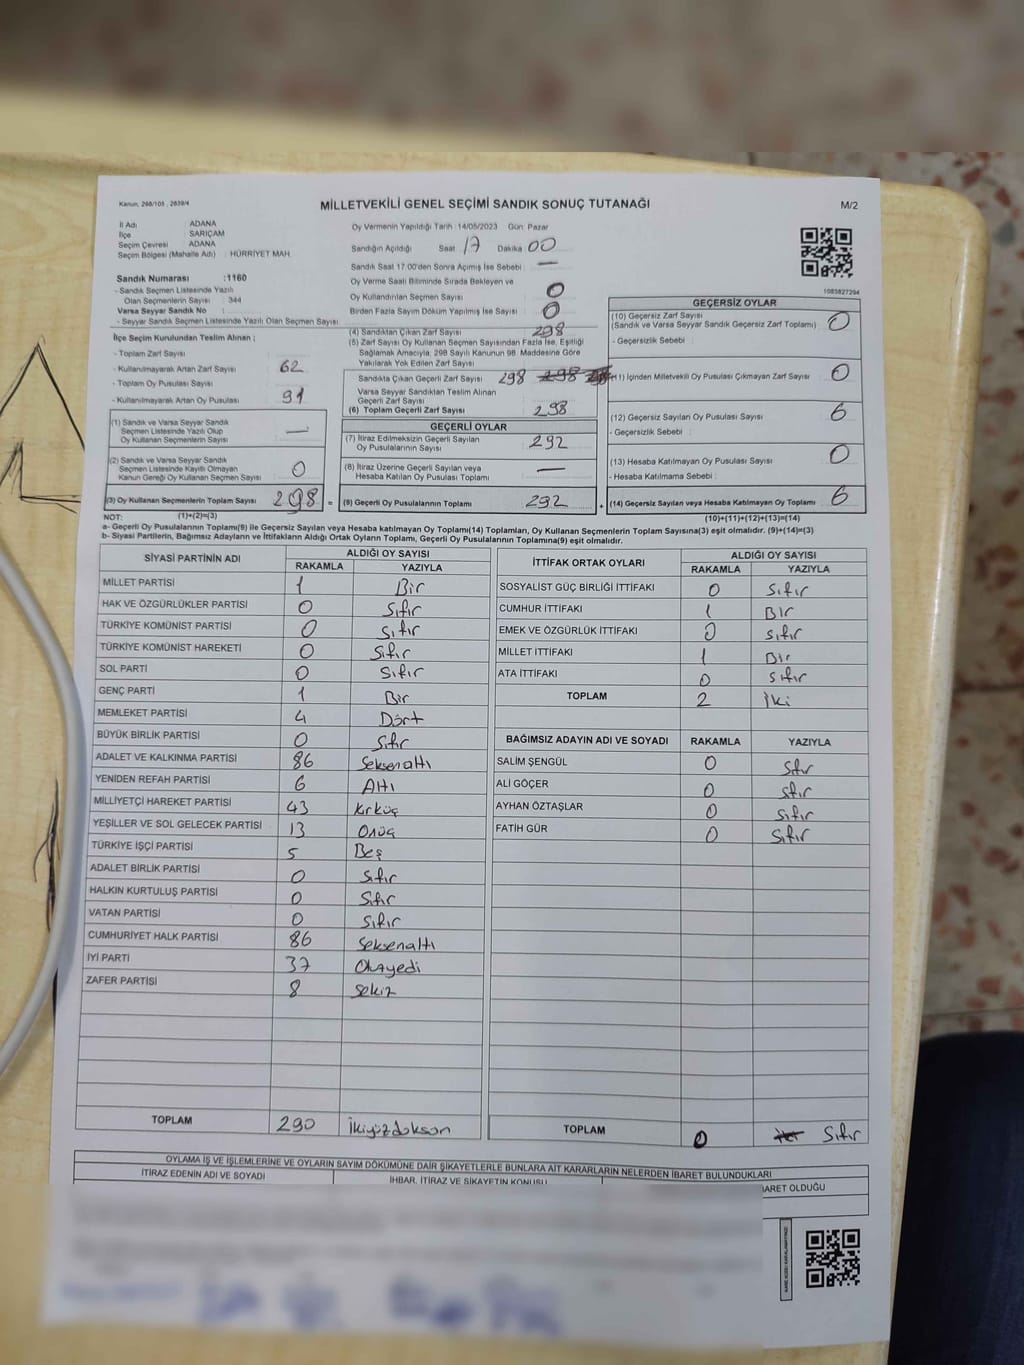 Kanun, 298/105 , 2839/4
MİLLETVEKİLİ GENEL SEÇİMİ SANDIK SONUÇ TUTANAĞI
M/2
İl Adı : ADANA
İlçe : SARIÇAM
Seçim Çevresi : ADANA
Seçim Bölgesi (Mahalle Adı) : HÜRRİYET MAH.
Sandık Numarası :1160
- Sandık Seçmen Listesinde Yazılı
Olan Seçmenlerin Sayısı : 344
Varsa Seyyar Sandık No :
- Seyyar Sandık Seçmen Listesinde Yazılı Olan Seçmen Sayısı :
Oy Vermenin Yapıldığı Tarih :14/05/2023 Gün: Pazar
Sandığın Açıldığı Saat 17 Dakika 00
Sandık Saat 17.00'den Sonra Açımış İse Sebebi : —
Oy Verme Saati Bitiminde Sırada Bekleyen ve
Oy Kullandırılan Seçmen Sayısı : 0
Birden Fazla Sayım Döküm Yapılmış İse Sayısı : 0
1083827294
İlçe Seçim Kurulundan Teslim Alınan ;
- Toplam Zarf Sayısı :
- Kullanılmayarak Artan Zarf Sayısı : 62
- Toplam Oy Pusulası Sayısı :
- Kullanılmayarak Artan Oy Pusulası : 91
(1) Sandık ve Varsa Seyyar Sandık
Seçmen Listesinde Yazılı Olup
Oy Kullanan Seçmenlerin Sayısı : —
(2) Sandık ve Varsa Seyyar Sandık
Seçmen Listesinde Kayıtlı Olmayan
Kanun Gereği Oy Kullanan Seçmen Sayısı : 0
(3) Oy Kullanan Seçmenlerin Toplam Sayısı 298 =
(4) Sandıktan Çıkan Zarf Sayısı : 298
(5) Zarf Sayısı Oy Kullanan Seçmen Sayısından Fazla İse, Eşitliği
Sağlamak Amacıyla, 298 Sayılı Kanunun 98. Maddesine Göre
Yakılarak Yok Edilen Zarf Sayısı :
Sandıkta Çıkan Geçerli Zarf Sayısı 298 298
Varsa Seyyar Sandıktan Teslim Alınan
Geçerli Zarf Sayısı :
(6) Toplam Geçerli Zarf Sayısı : 298
GEÇERLİ OYLAR
(7) İtiraz Edilmeksizin Geçerli Sayılan
Oy Pusulalarının Sayısı : 292
(8) İtiraz Üzerine Geçerli Sayılan veya
Hesaba Katılan Oy Pusulaları Toplamı : —
(9) Geçerli Oy Pusulalarının Toplamı : 292 +
GEÇERSİZ OYLAR
(10) Geçersiz Zarf Sayısı
(Sandık ve Varsa Seyyar Sandık Geçersiz Zarf Toplamı) : 0
- Geçersizlik Sebebi :
(11) İçinden Milletvekili Oy Pusulası Çıkmayan Zarf Sayısı : 0
(12) Geçersiz Sayılan Oy Pusulası Sayısı : 6
- Geçersizlik Sebebi :
(13) Hesaba Katılmayan Oy Pusulası Sayısı : 0
- Hesaba Katılmama Sebebi :
(14) Geçersiz Sayılan veya Hesaba Katılmayan Oy Toplamı : 6
NOT: (1)+(2)=(3) (10)+(11)+(12)+(13)=(14)
a- Geçerli Oy Pusulalarının Toplamı(9) ile Geçersiz Sayılan veya Hesaba katılmayan Oy Toplamı(14) Toplamları, Oy Kullanan Seçmenlerin Toplam Sayısına(3) eşit olmalıdır. (9)+(14)=(3)
b- Siyasi Partilerin, Bağımsız Adayların ve İttifakların Aldığı Ortak Oyların Toplamı, Geçerli Oy Pusulalarının Toplamına(9) eşit olmalıdır.
SİYASİ PARTİNİN ADI ALDIĞI OY SAYISI
RAKAMLA YAZIYLA
MİLLET PARTİSİ 1 Bir
HAK VE ÖZGÜRLÜKLER PARTİSİ 0 Sıfır
TÜRKİYE KOMÜNİST PARTİSİ 0 Sıfır
TÜRKİYE KOMÜNİST HAREKETİ 0 Sıfır
SOL PARTİ 0 Sıfır
GENÇ PARTİ 1 Bir
MEMLEKET PARTİSİ 4 Dört
BÜYÜK BİRLİK PARTİSİ 0 Sıfır
ADALET VE KALKINMA PARTİSİ 86 Seksenaltı
YENİDEN REFAH PARTİSİ 6 Altı
MİLLİYETÇİ HAREKET PARTİSİ 43 Kırküç
YEŞİLLER VE SOL GELECEK PARTİSİ 13 Onüç
TÜRKİYE İŞÇİ PARTİSİ 5 Beş
ADALET BİRLİK PARTİSİ 0 Sıfır
HALKIN KURTULUŞ PARTİSİ 0 Sıfır
VATAN PARTİSİ 0 Sıfır
CUMHURİYET HALK PARTİSİ 86 Seksenaltı
İYİ PARTİ 37 Otuzyedi
ZAFER PARTİSİ 8 Sekiz
TOPLAM 290 İkiyüzdoksan
İTTİFAK ORTAK OYLARI ALDIĞI OY SAYISI
RAKAMLA YAZIYLA
SOSYALİST GÜÇ BİRLİĞİ İTTİFAKI 0 Sıfır
CUMHUR İTTİFAKI 1 Bir
EMEK VE ÖZGÜRLÜK İTTİFAKI 0 Sıfır
MİLLET İTTİFAKI 1 Bir
ATA İTTİFAKI 0 Sıfır
TOPLAM 2 İki
BAĞIMSIZ ADAYIN ADI VE SOYADI RAKAMLA YAZIYLA
SALİM ŞENGÜL 0 Sıfır
ALİ GÖÇER 0 Sıfır
AYHAN ÖZTAŞLAR 0 Sıfır
FATİH GÜR 0 Sıfır
TOPLAM 0 Sıfır
OYLAMA İŞ VE İŞLEMLERİNE VE OYLARIN SAYIM DÖKÜMÜNE DAİR ŞİKAYETLERLE BUNLARA AİT KARARLARIN NELERDEN İBARET BULUNDUKLARI
İTİRAZ EDENİN ADI VE SOYADI İHBAR, İTİRAZ VE ŞİKAYETİN KONUSU BARET OLDUĞU